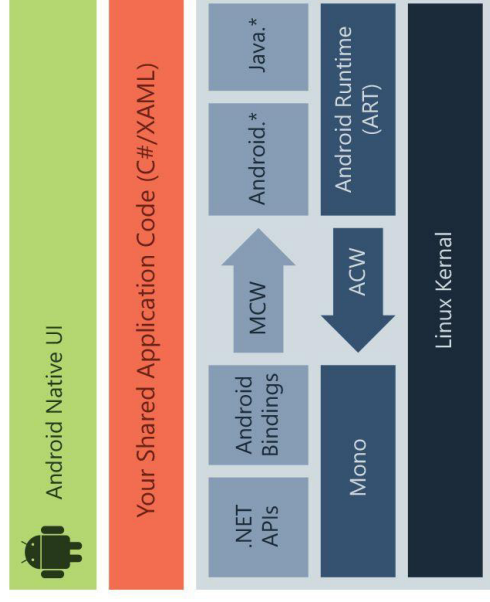 Android Native UI
Your Shared Application Code (C#/XAML)
.NET
APIs
Android
Bindings
MCW
Android.*
Java.*
Mono
ACW
Android Runtime
(ART)
Linux Kernal